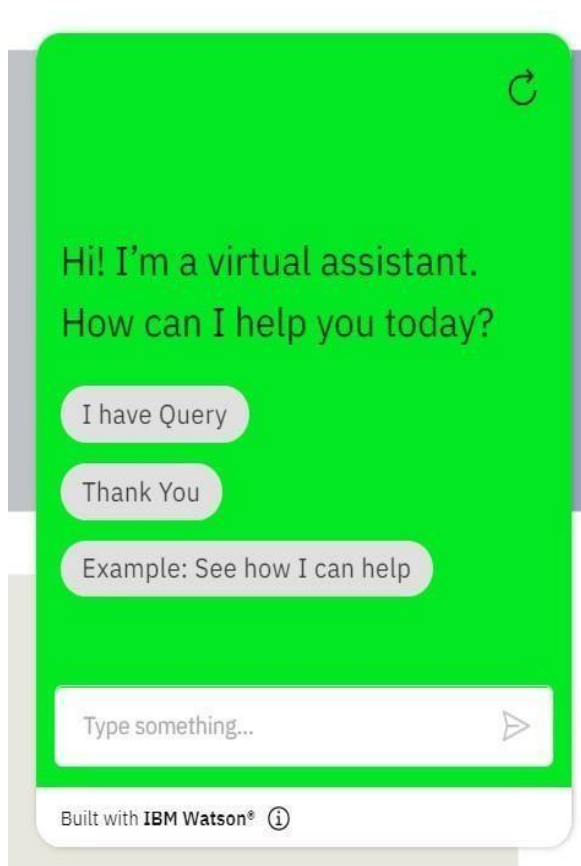 Hi! I’m a virtual assistant.
How can I help you today?
I have Query
Thank You
Example: See how I can help
Type something...
Built with IBM Watson®